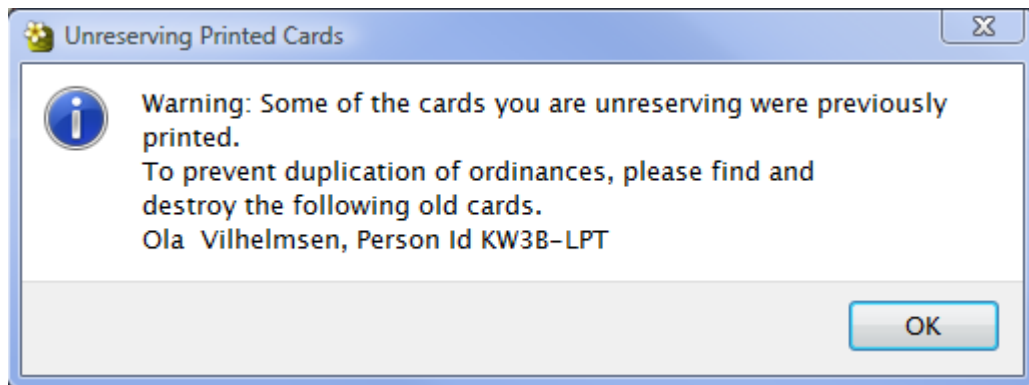 Unreserving Printed Cards
Warning: Some of the cards you are unreserving were previously
printed.
To prevent duplication of ordinances, please find and
destroy the following old cards.
Ola  Vilhelmsen, Person Id KW3B-LPT
OK